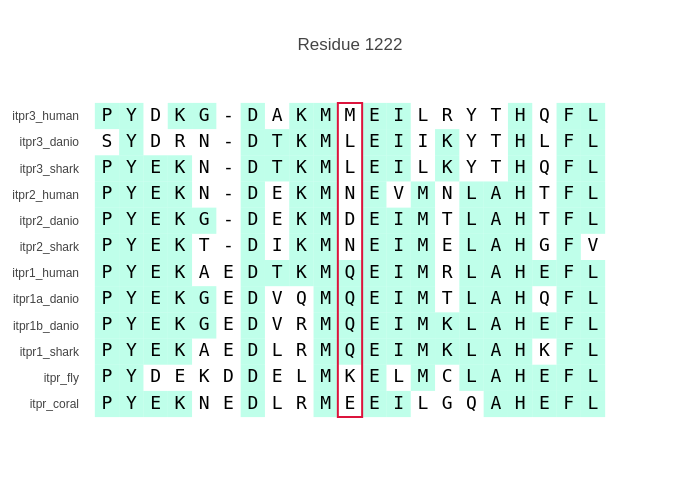 Residue 1222
itpr3_human P Y D K G - D A K M M E I L R Y T H Q F L
itpr3_danio S Y D R N - D T K M L E I I K Y T H L F L
itpr3_shark P Y E K N - D T K M L E I L K Y T H Q F L
itpr2_human P Y E K N - D E K M N E V M N L A H T F L
itpr2_danio P Y E K G - D E K M D E I M T L A H T F L
itpr2_shark P Y E K T - D I K M N E I M E L A H G F V
itpr1_human P Y E K A E D T K M Q E I M R L A H E F L
itpr1a_danio P Y E K G E D V Q M Q E I M T L A H Q F L
itpr1b_danio P Y E K G E D V R M Q E I M K L A H E F L
itpr1_shark P Y E K A E D L R M Q E I M K L A H K F L
itpr_fly P Y D E K D D E L M K E L M C L A H E F L
itpr_coral P Y E K N E D L R M E E I L G Q A H E F L